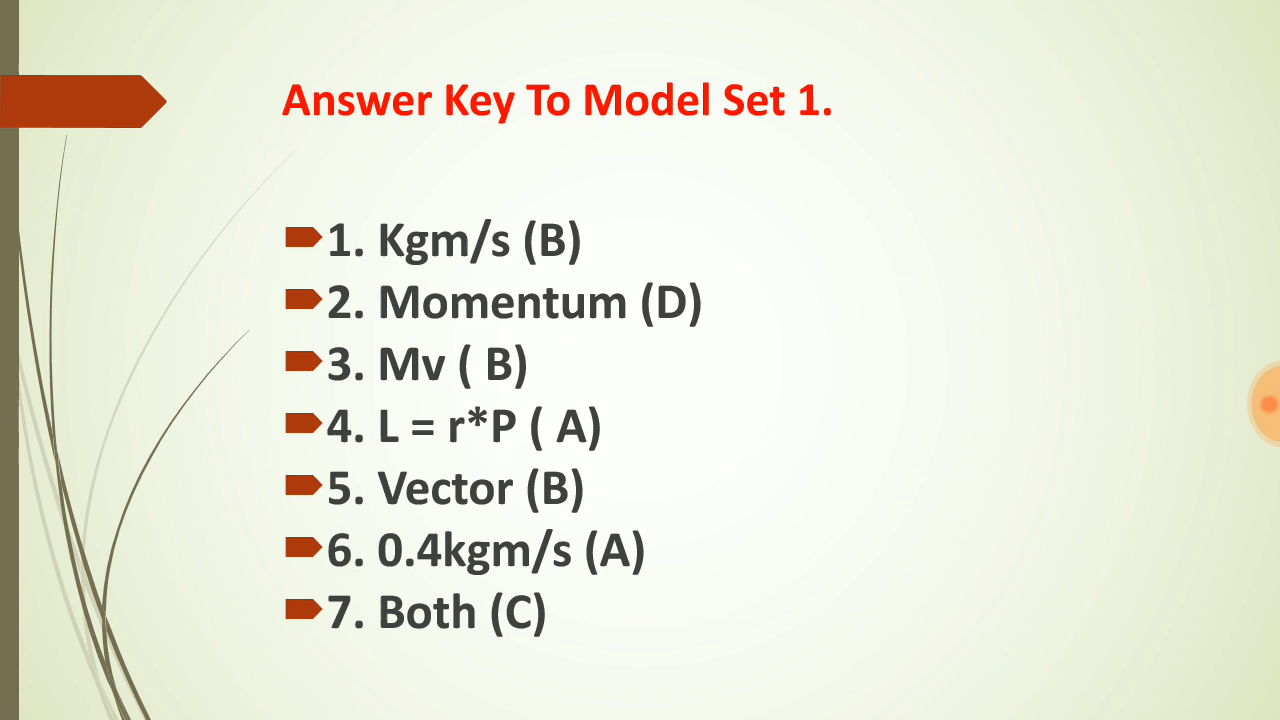 Answer Key To Model Set 1.
1. Kgm/s (B)
2. Momentum (D)
3. Mv ( B)
4. L = r*P ( A)
5. Vector (B)
6. 0.4kgm/s (A)
7. Both (C)